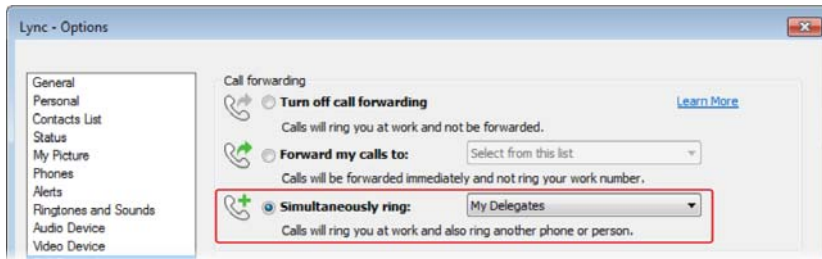 Lync - Options
General
Personal
Contacts List
Status
My Picture
Phones
Alerts
Ringtones and Sounds
Audio Device
Video Device
Call forwarding
Turn off call forwarding
Learn More
Calls will ring you at work and not be forwarded.
Forward my calls to:
Select from this list
Calls will be forwarded immediately and not ring your work number.
Simultaneously ring:
My Delegates
Calls will ring you at work and also ring another phone or person.